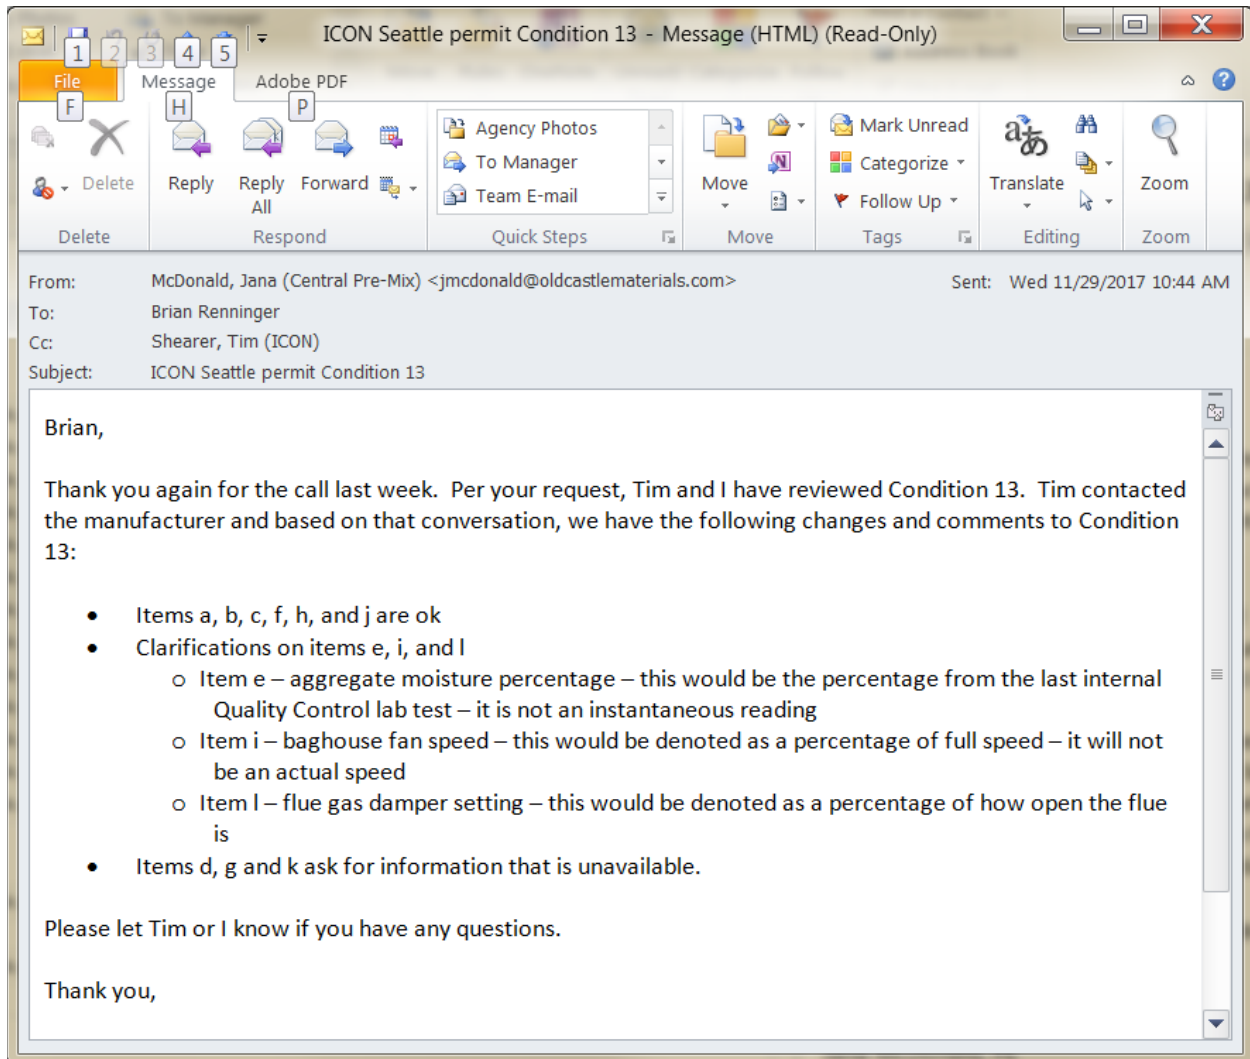 ICON Seattle permit Condition 13 - Message (HTML) (Read-Only)
1 2 3 4 5
File Message Adobe PDF
F H P
Delete
Reply
Reply All
Forward
Agency Photos
To Manager
Team E-mail
Move
Mark Unread
Categorize
Follow Up
Translate
Zoom
Delete Respond Quick Steps Move Tags Editing Zoom
From: McDonald, Jana (Central Pre-Mix) <jmcdonald@oldcastlematerials.com> Sent: Wed 11/29/2017 10:44 AM
To: Brian Renninger
Cc: Shearer, Tim (ICON)
Subject: ICON Seattle permit Condition 13
Brian,
Thank you again for the call last week. Per your request, Tim and I have reviewed Condition 13. Tim contacted
the manufacturer and based on that conversation, we have the following changes and comments to Condition
13:
• Items a, b, c, f, h, and j are ok
• Clarifications on items e, i, and l
o Item e – aggregate moisture percentage – this would be the percentage from the last internal
Quality Control lab test – it is not an instantaneous reading
o Item i – baghouse fan speed – this would be denoted as a percentage of full speed – it will not
be an actual speed
o Item l – flue gas damper setting – this would be denoted as a percentage of how open the flue
is
• Items d, g and k ask for information that is unavailable.
Please let Tim or I know if you have any questions.
Thank you,